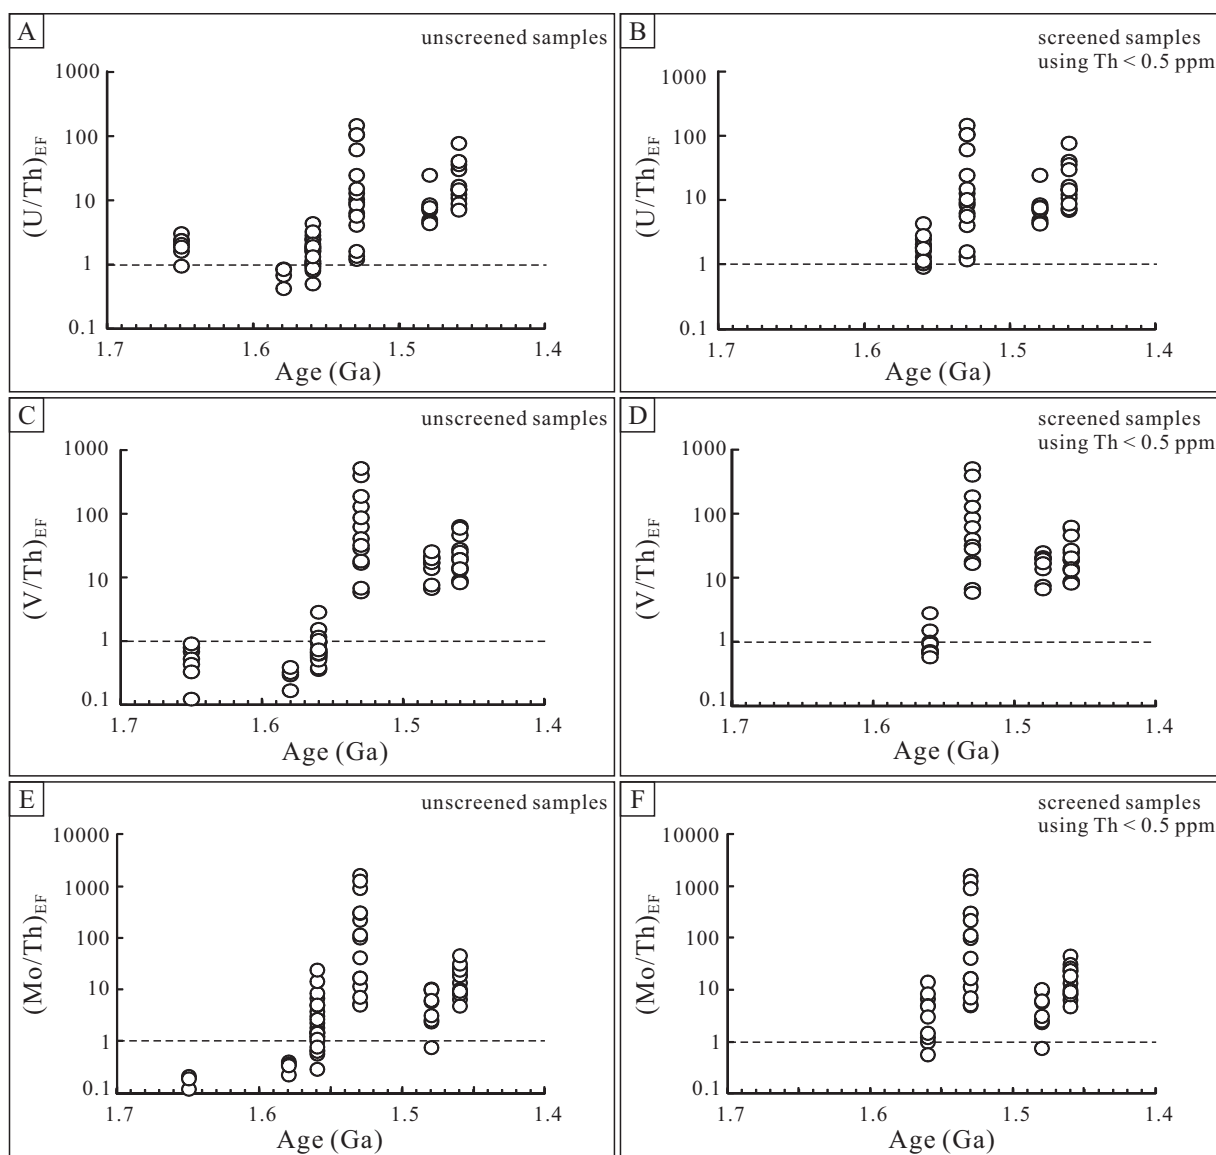 A
unscreened samples
1000
100
10
1
0.1
(U/Th)EF
1.7
1.6
1.5
1.4
Age (Ga)
B
screened samples
using Th < 0.5 ppm
1000
100
10
1
0.1
(U/Th)EF
1.7
1.6
1.5
1.4
Age (Ga)
C
unscreened samples
1000
100
10
1
0.1
(V/Th)EF
1.7
1.6
1.5
1.4
Age (Ga)
D
screened samples
using Th < 0.5 ppm
1000
100
10
1
0.1
(V/Th)EF
1.7
1.6
1.5
1.4
Age (Ga)
E
unscreened samples
10000
1000
100
10
1
0.1
(Mo/Th)EF
1.7
1.6
1.5
1.4
Age (Ga)
F
screened samples
using Th < 0.5 ppm
10000
1000
100
10
1
0.1
(Mo/Th)EF
1.7
1.6
1.5
1.4
Age (Ga)